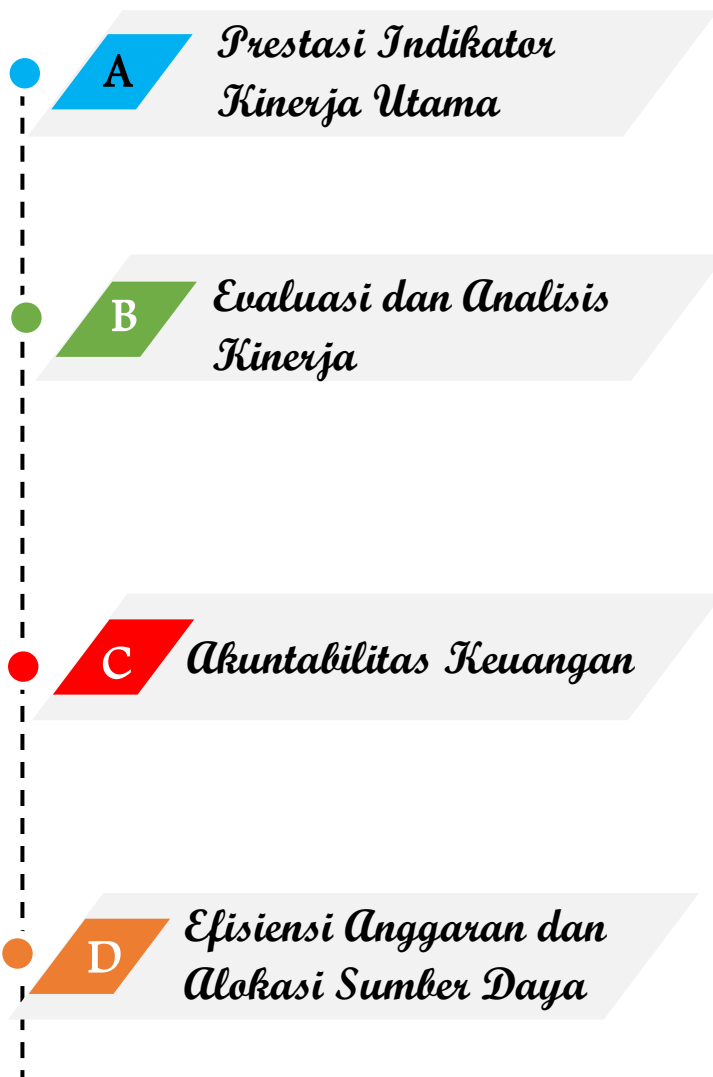 A
Prestasi Indikator
Kinerja Utama
B
Evaluasi dan Analisis
Kinerja
C
Akuntabilitas Keuangan
D
Efisiensi Anggaran dan
Alokasi Sumber Daya